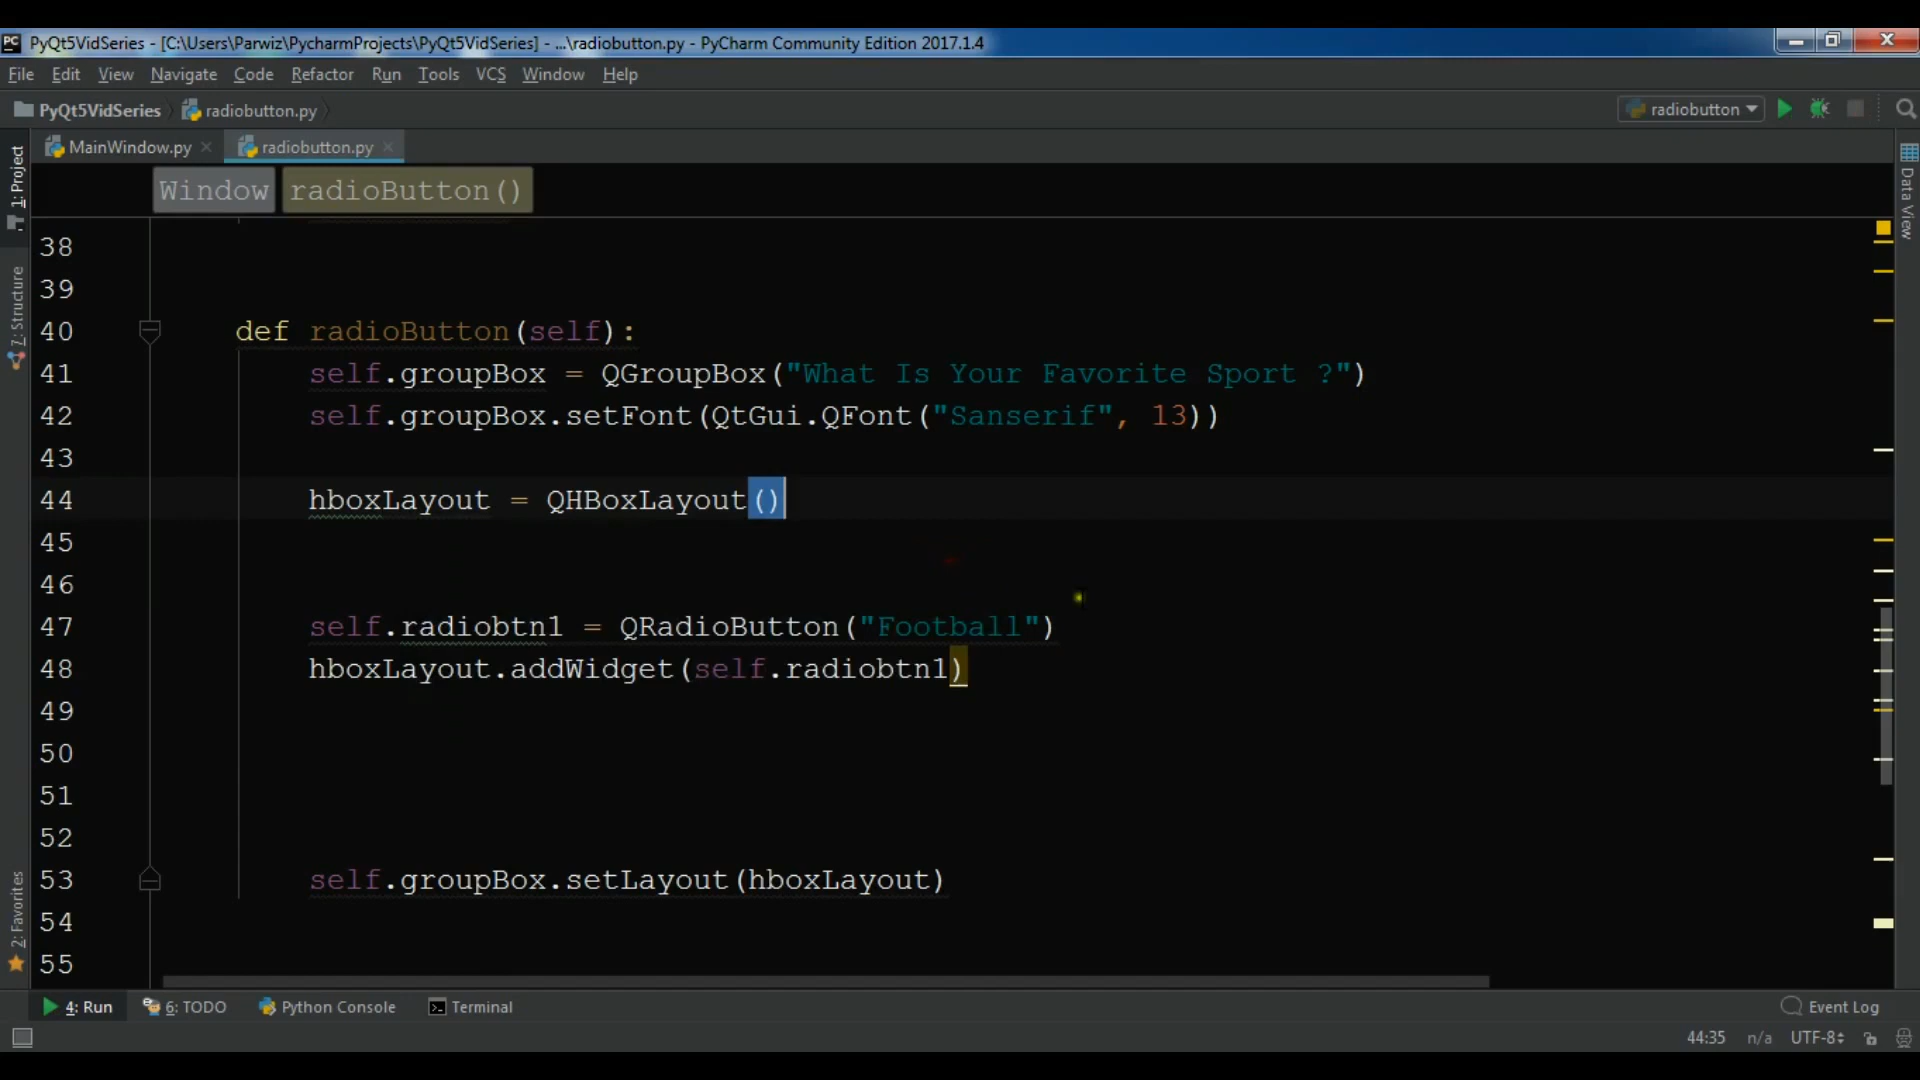 PyQt5VidSeries - [C:\Users\Parwiz\PycharmProjects\PyQt5VidSeries] - ...\radiobutton.py - PyCharm Community Edition 2017.1.4
File Edit View Navigate Code Refactor Run Tools VCS Window Help
PyQt5VidSeries radiobutton.py radiobutton
MainWindow.py radiobutton.py
Window radioButton()
38
39
40 def radioButton(self):
41 self.groupBox = QGroupBox("What Is Your Favorite Sport ?")
42 self.groupBox.setFont(QtGui.QFont("Sanserif", 13))
43
44 hboxLayout = QHBoxLayout()
45
46
47 self.radiobtn1 = QRadioButton("Football")
48 hboxLayout.addWidget(self.radiobtn1)
49
50
51
52
53 self.groupBox.setLayout(hboxLayout)
54
55
1: Project
7: Structure
2: Favorites
Data View
4: Run 6: TODO Python Console Terminal Event Log
44:35 n/a UTF-8